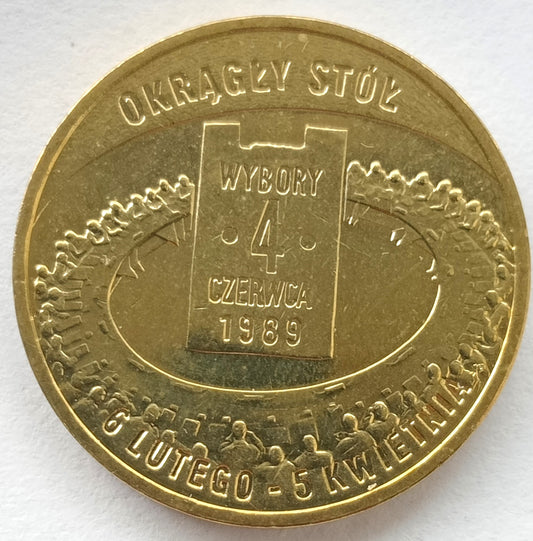 OKRĄGŁY STÓŁ
WYBORY
· 4 ·
CZERWCA
1989
6 LUTEGO - 5 KWIETNIA